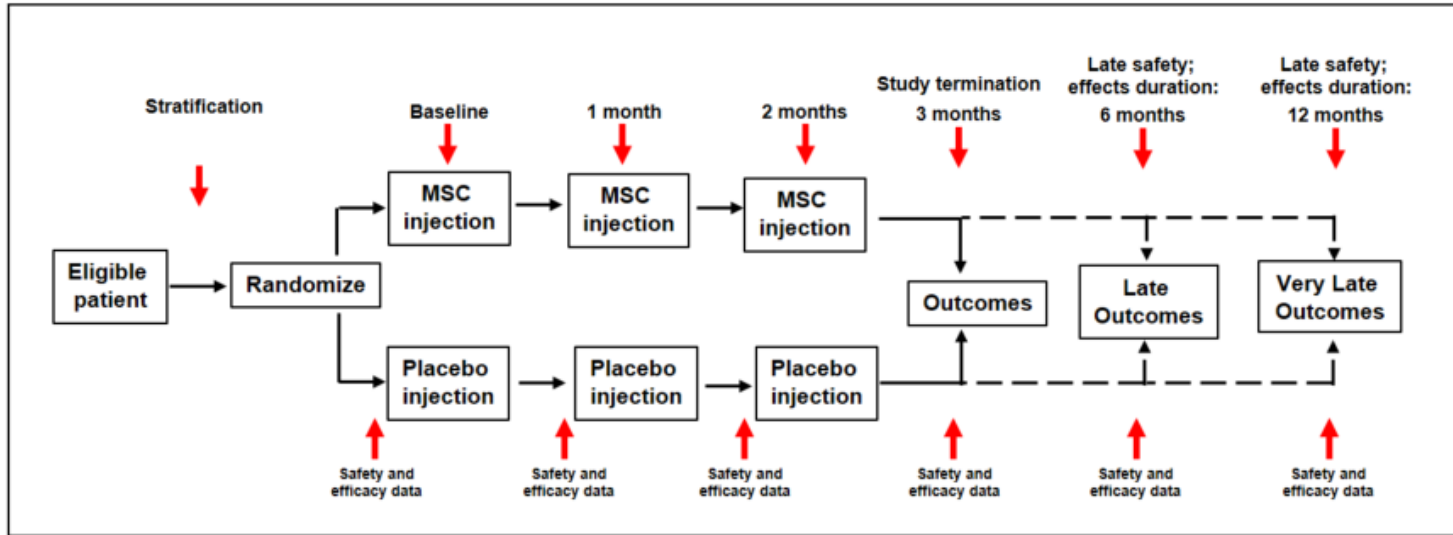 Stratification
Baseline
1 month
2 months
Study termination
3 months
Late safety;
effects duration:
6 months
Late safety;
effects duration:
12 months
MSC
injection
MSC
injection
MSC
injection
Eligible
patient
Randomize
Outcomes
Late
Outcomes
Very Late
Outcomes
Placebo
injection
Placebo
injection
Placebo
injection
Safety and
efficacy data
Safety and
efficacy data
Safety and
efficacy data
Safety and
efficacy data
Safety and
efficacy data
Safety and
efficacy data